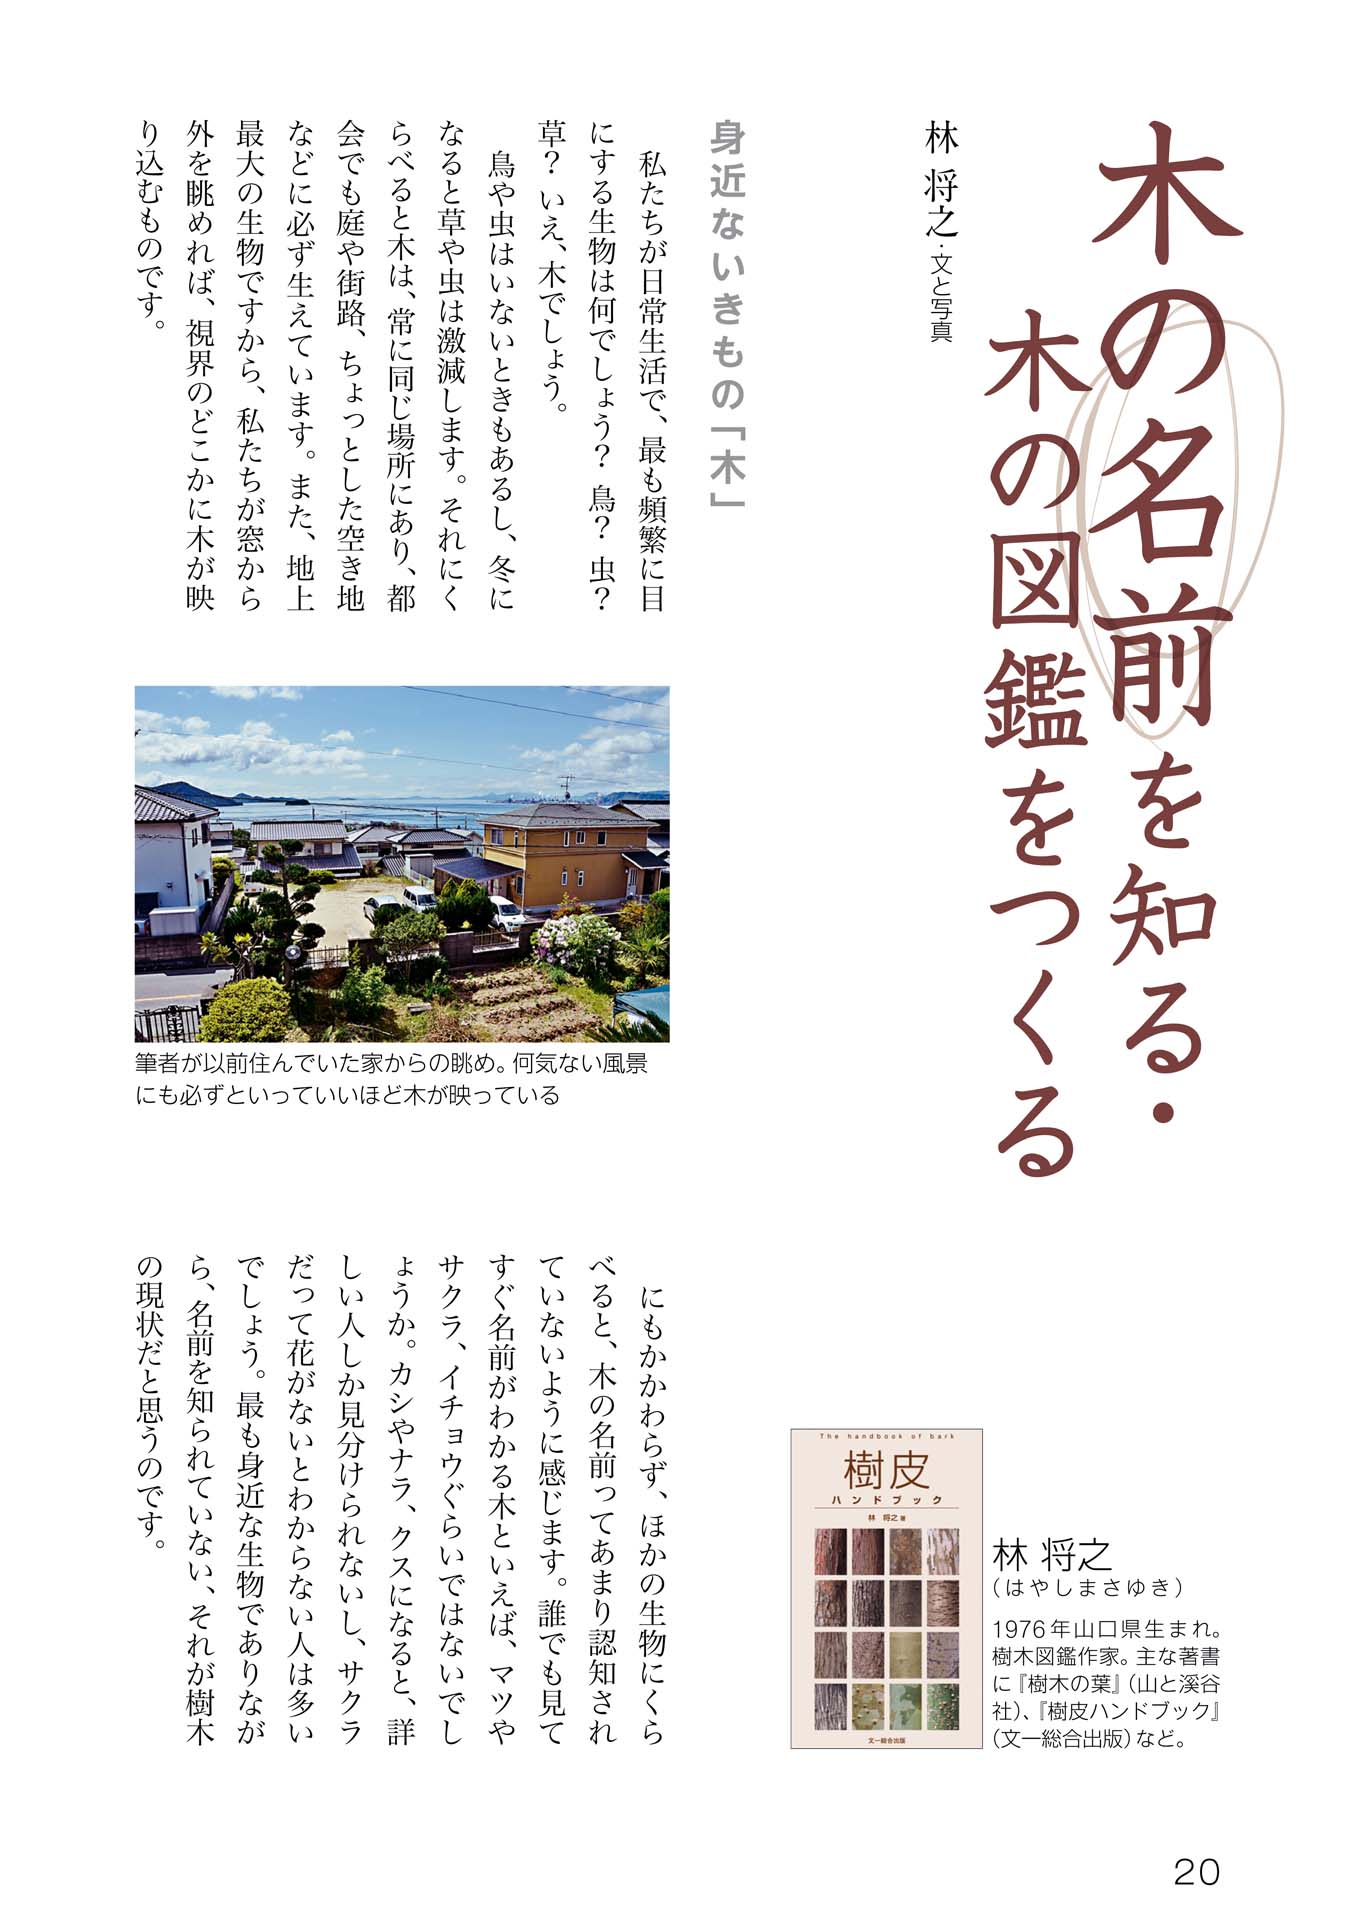 木の名前を知る・
木の図鑑をつくる
林 将之・文と写真
身近ないきもの「木」
私たちが日常生活で、最も頻繁に目
にする生物は何でしょう？ 鳥？ 虫？
草？ いえ、木でしょう。
鳥や虫はいないときもあるし、冬に
なると草や虫は激減します。それにく
らべると木は、常に同じ場所にあり、都
会でも庭や街路、ちょっとした空き地
などに必ず生えています。また、地上
最大の生物ですから、私たちが窓から
外を眺めれば、視界のどこかに木が映
り込むものです。
筆者が以前住んでいた家からの眺め。何気ない風景
にも必ずといっていいほど木が映っている
にもかかわらず、ほかの生物にくら
べると、木の名前ってあまり認知され
ていないように感じます。誰でも見て
すぐ名前がわかる木といえば、マツや
サクラ、イチョウぐらいではないでし
ょうか。カシやナラ、クスになると、詳
しい人しか見分けられないし、サクラ
だって花がないとわからない人は多い
でしょう。最も身近な生物でありなが
ら、名前を知られていない、それが樹木
の現状だと思うのです。
The handbook of bark
樹皮
ハンドブック
林 将之 著
文一総合出版
林 将之
（はやしまさゆき）
1976年山口県生まれ。
樹木図鑑作家。主な著書
に『樹木の葉』（山と溪谷
社）、『樹皮ハンドブック』
（文一総合出版）など。
20